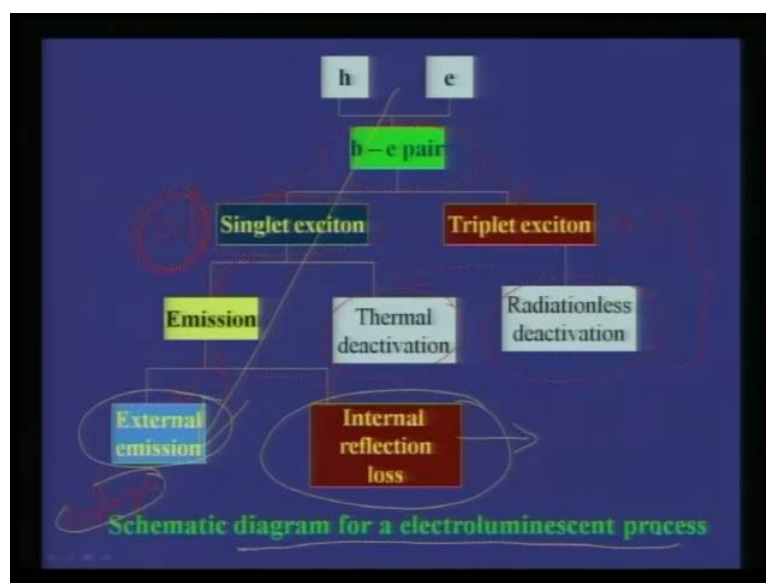 h e
h – e pair
Singlet exciton Triplet exciton
Emission
Thermal
deactivation
Radiationless
deactivation
External
emission
Internal
reflection
loss
Schematic diagram for a electroluminescent process